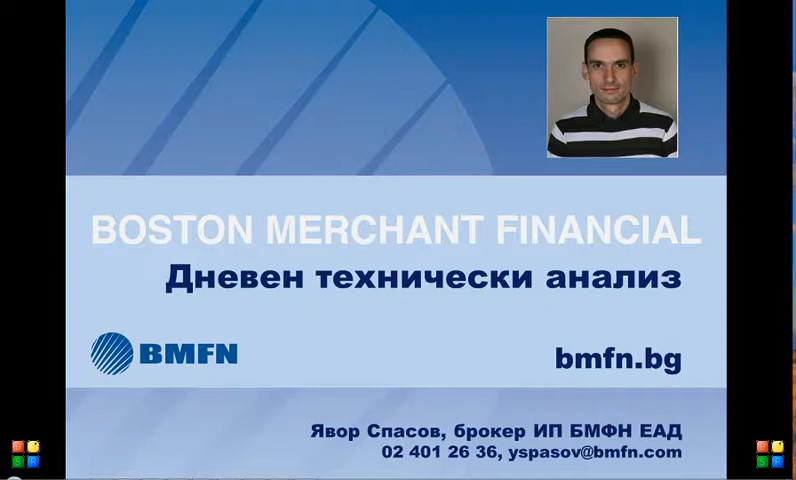 BOSTON MERCHANT FINANCIAL
Дневен технически анализ
BMFN
bmfn.bg
Явор Спасов, брокер ИП БМФН ЕАД
02 401 26 36, yspasov@bmfn.com
B
S R
B
S R